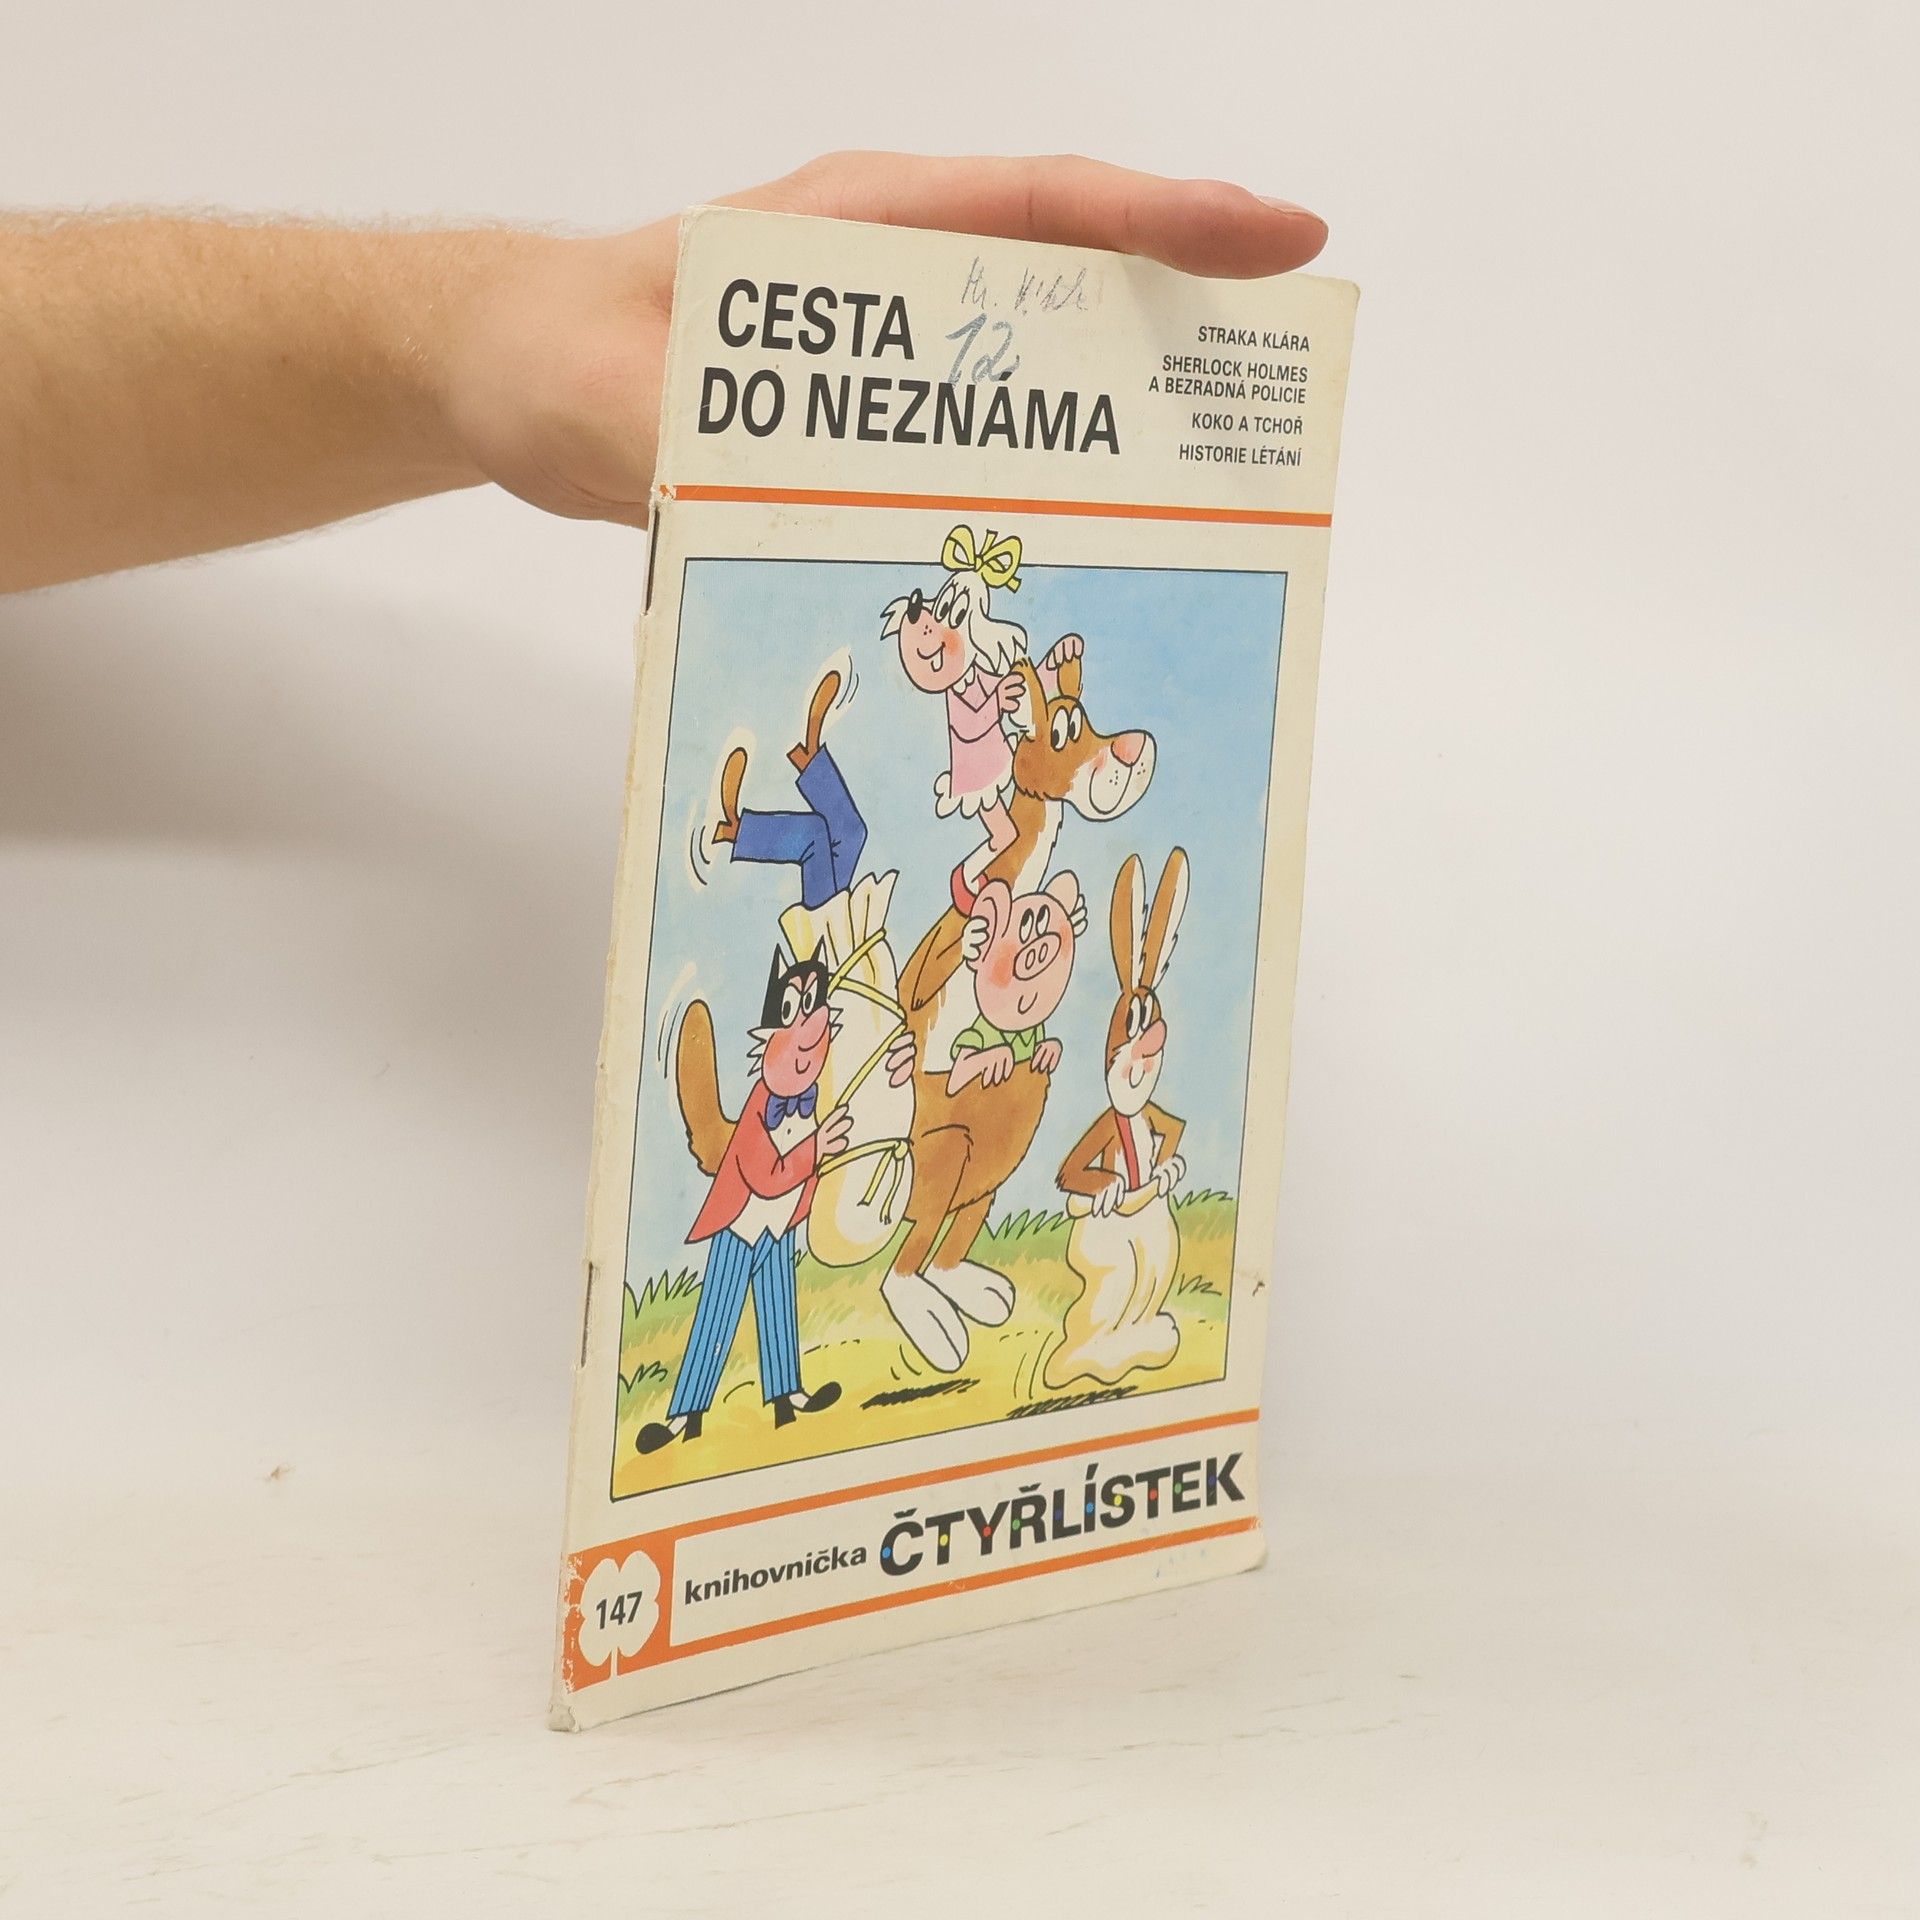 CESTA
DO NEZNÁMA
12
STRAKA KLÁRA
SHERLOCK HOLMES
A BEZRADNÁ POLICIE
KOKO A TCHOŘ
HISTORIE LÉTÁNÍ
147
knihovnička ČTYŘLÍSTEK